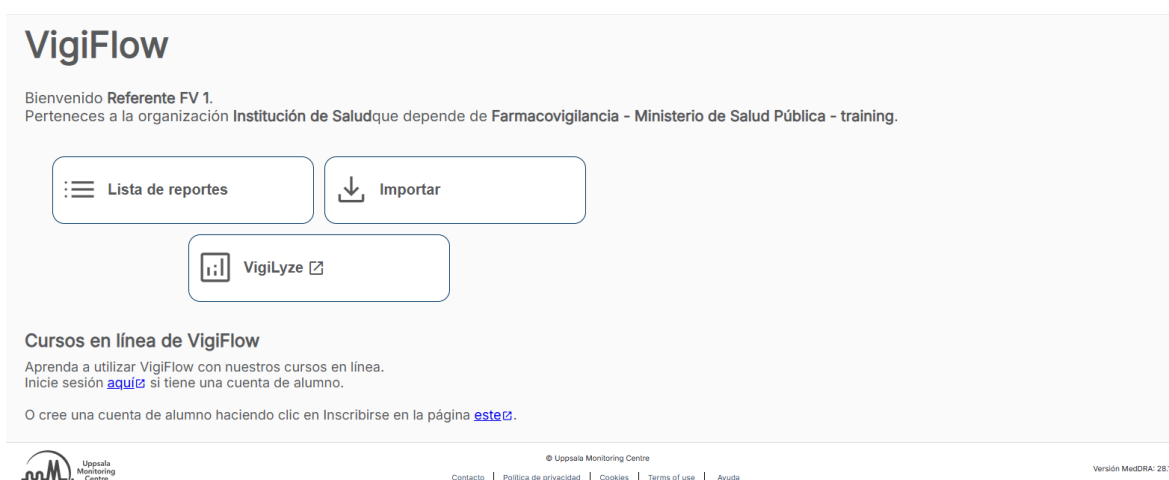 VigiFlow
Bienvenido Referente FV 1.
Perteneces a la organización Institución de Saludque depende de Farmacovigilancia - Ministerio de Salud Pública - training.
Lista de reportes
Importar
VigiLyze
Cursos en línea de VigiFlow
Aprenda a utilizar VigiFlow con nuestros cursos en línea.
Inicie sesión aquí si tiene una cuenta de alumno.
O cree una cuenta de alumno haciendo clic en Inscribirse en la página este.
Uppsala
Monitoring
Centre
© Uppsala Monitoring Centre
Contacto | Política de privacidad | Cookies | Terms of use | Ayuda
Versión MedDRA: 28.